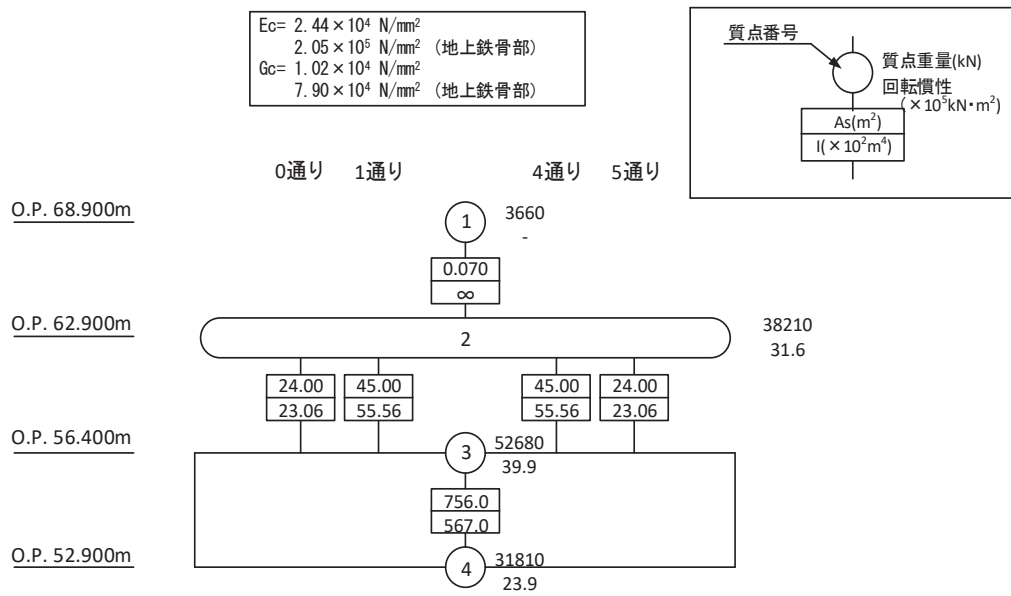 Ec= 2.44×10⁴ N/mm²
2.05×10⁵ N/mm² (地上鉄骨部)
Gc= 1.02×10⁴ N/mm²
7.90×10⁴ N/mm² (地上鉄骨部)
質点番号
質点重量(kN)
回転慣性
(×10⁵kN・m²)
As(m²)
I(×10²m⁴)
0通り 1通り 4通り 5通り
O.P. 68.900m
1
3660
-
0.070
∞
O.P. 62.900m
2
38210
31.6
24.00 45.00 45.00 24.00
23.06 55.56 55.56 23.06
O.P. 56.400m
3
52680
39.9
756.0
567.0
O.P. 52.900m
4
31810
23.9